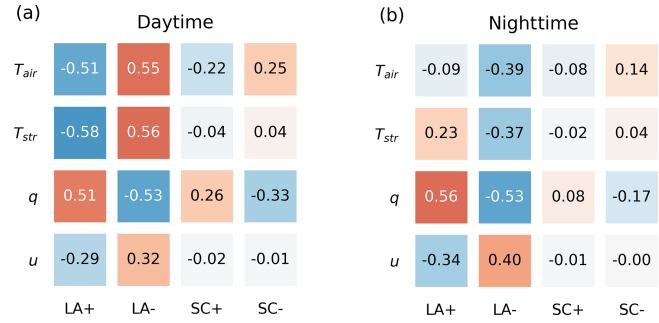 (a) Daytime
T_air -0.51 0.55 -0.22 0.25
T_str -0.58 0.56 -0.04 0.04
q 0.51 -0.53 0.26 -0.33
u -0.29 0.32 -0.02 -0.01
LA+ LA- SC+ SC-
(b) Nighttime
T_air -0.09 -0.39 -0.08 0.14
T_str 0.23 -0.37 -0.02 0.04
q 0.56 -0.53 0.08 -0.17
u -0.34 0.40 -0.01 -0.00
LA+ LA- SC+ SC-